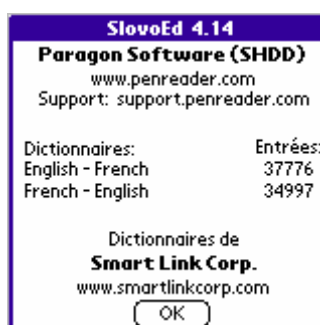 SlovoEd 4.14
Paragon Software (SHDD)
www.penreader.com
Support: support.penreader.com
Dictionnaires: Entrées:
English - French 37776
French - English 34997
Dictionnaires de
Smart Link Corp.
www.smartlinkcorp.com
OK